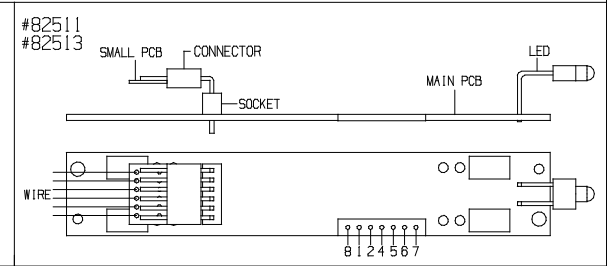 #82511
#82513
SMALL PCB
CONNECTOR
LED
MAIN PCB
SOCKET
WIRE
8 1 2 4 5 6 7